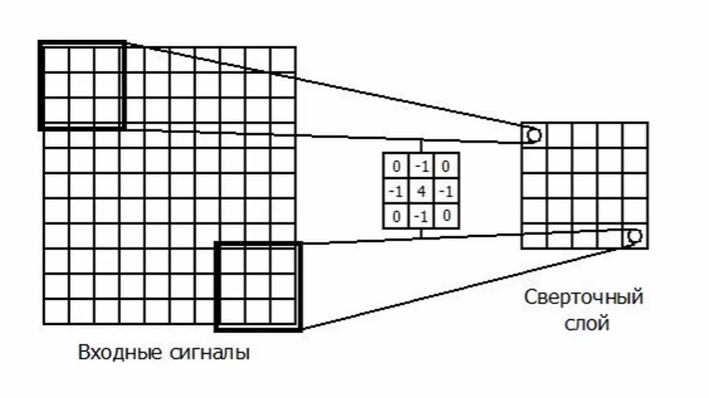 0 -1 0
-1 4 -1
0 -1 0
Сверточный
слой
Входные сигналы